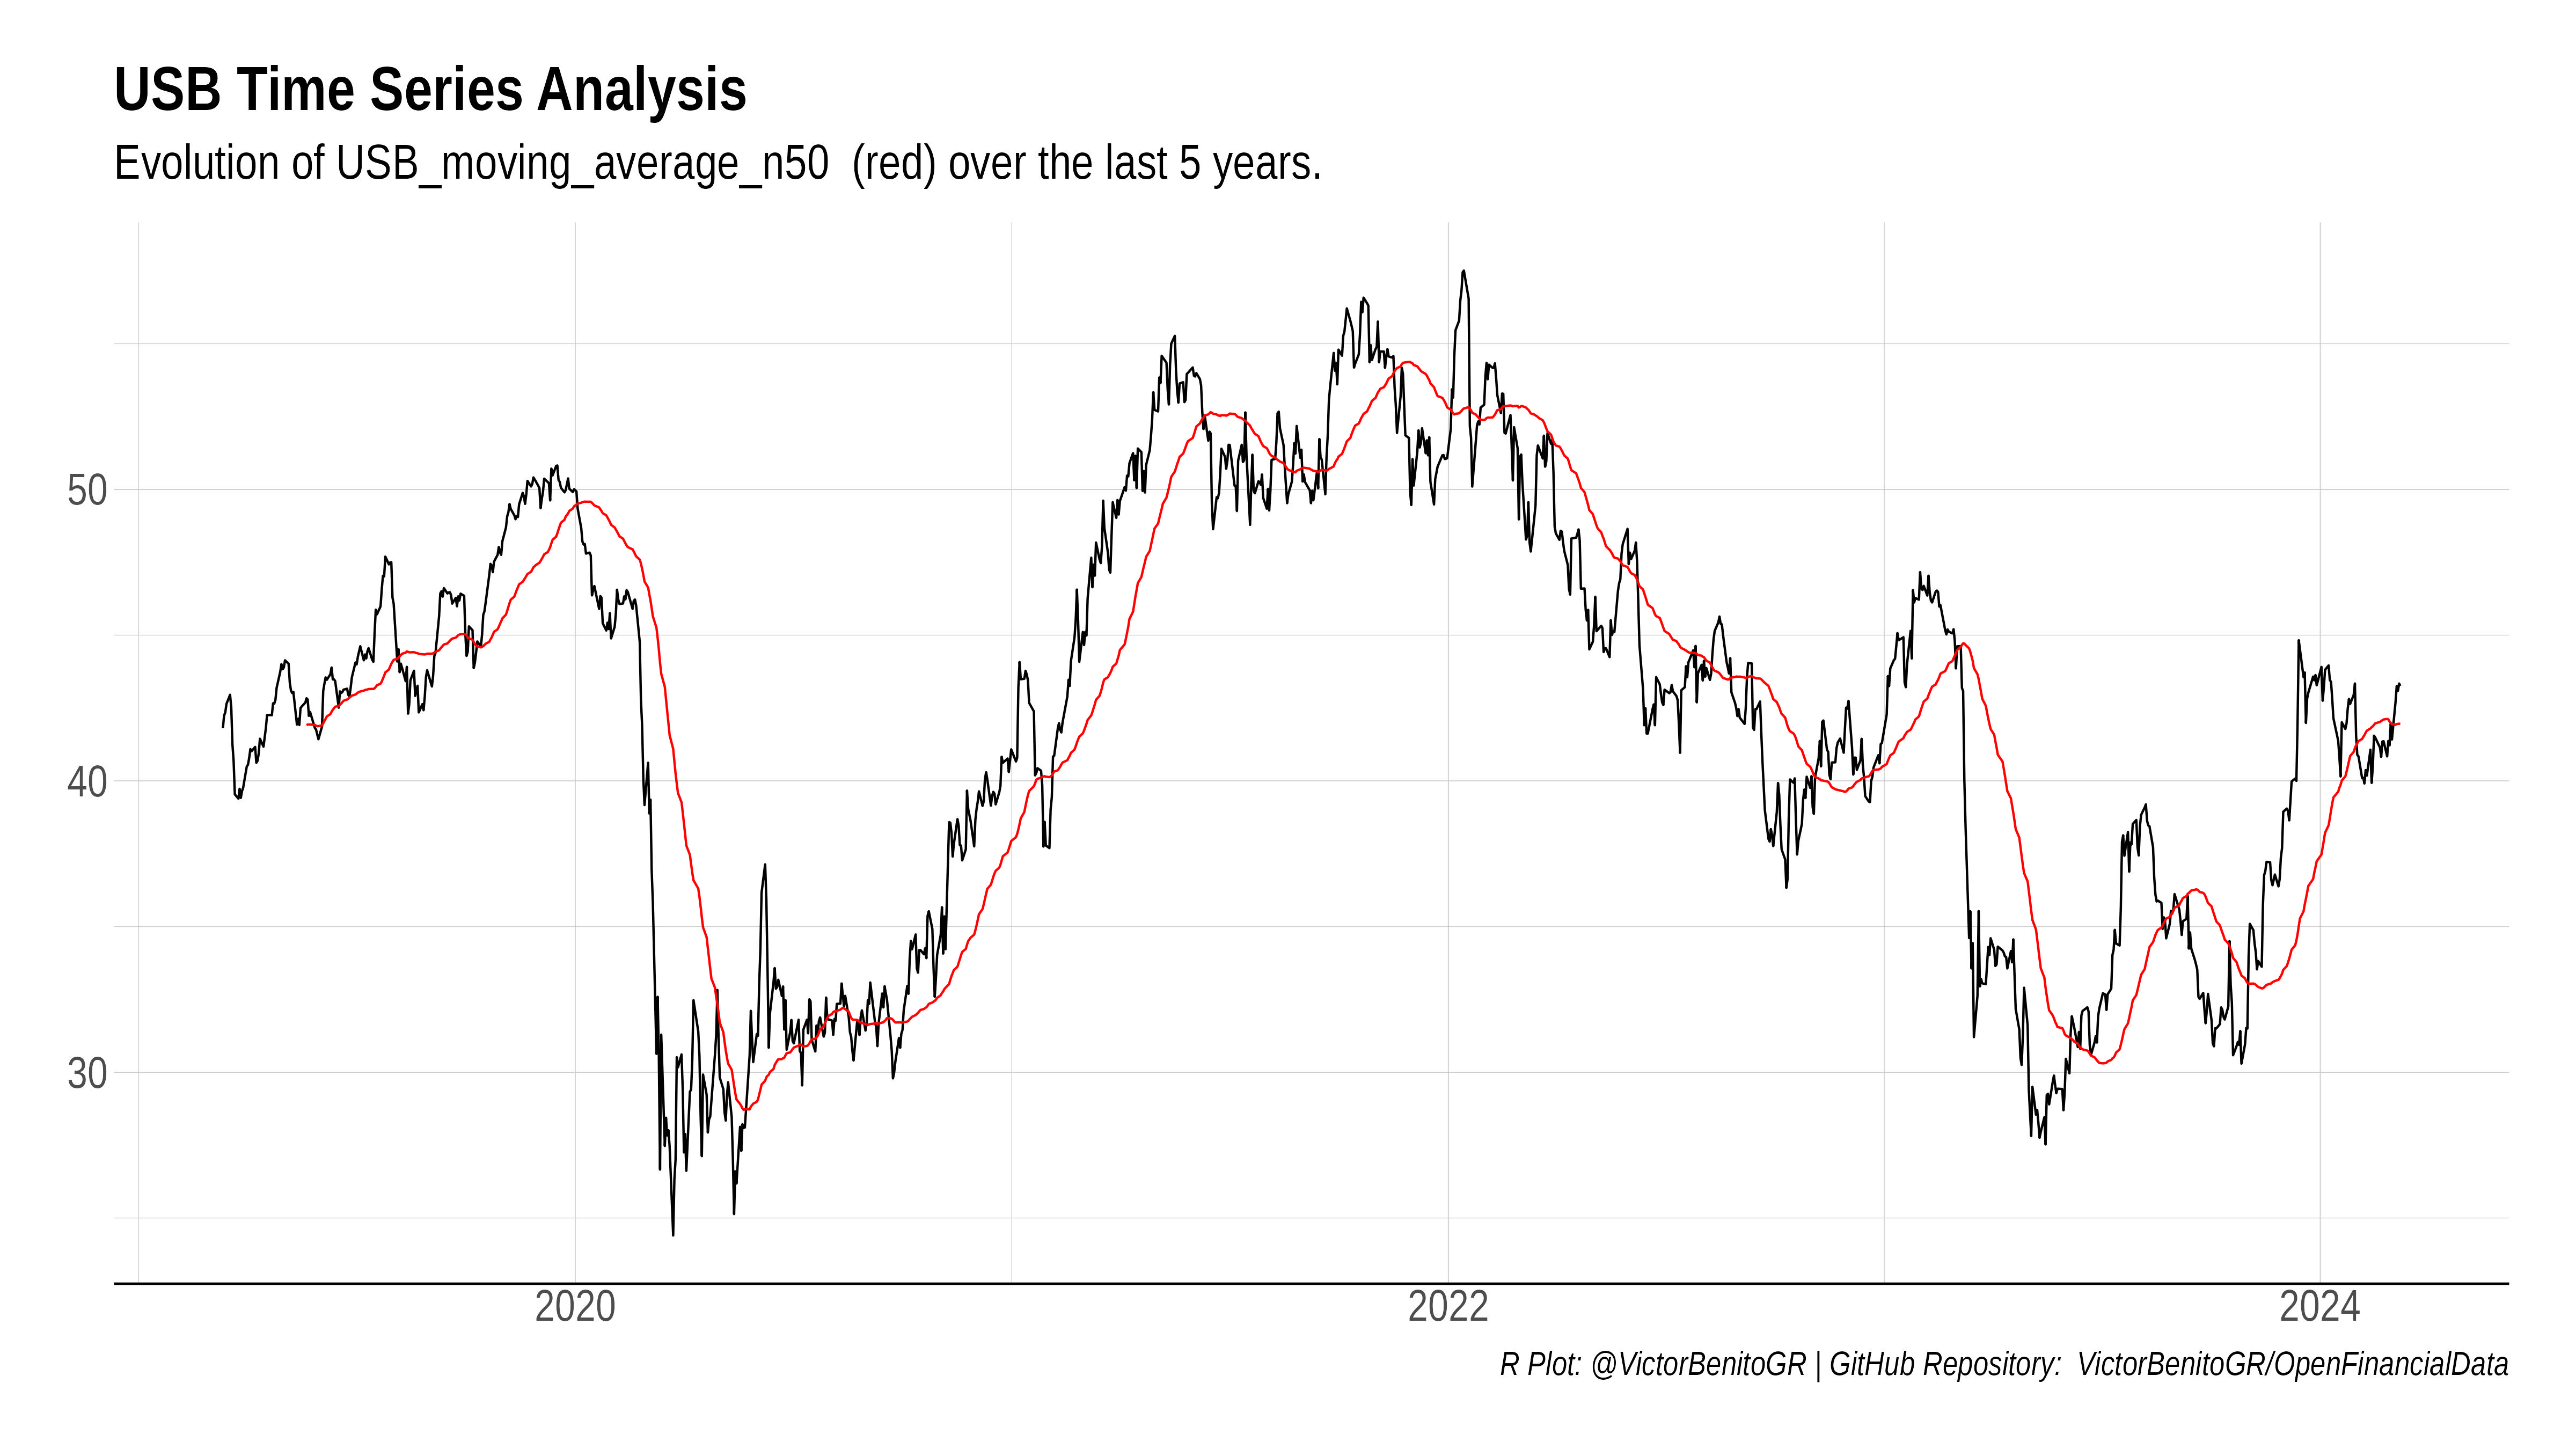 USB Time Series Analysis
Evolution of USB_moving_average_n50  (red) over the last 5 years.
50
40
30
2020
2022
2024
R Plot: @VictorBenitoGR | GitHub Repository:  VictorBenitoGR/OpenFinancialData